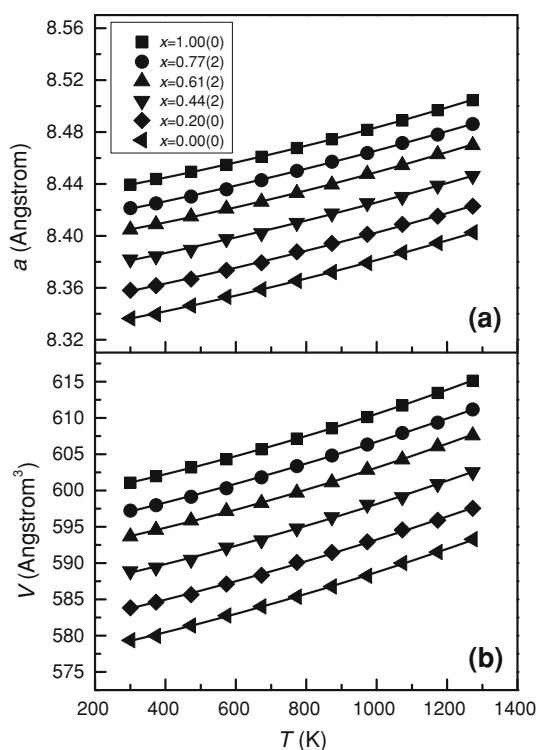 8.56
8.52
8.48
8.44
8.40
8.36
8.32
a (Angstrom)
x=1.00(0)
x=0.77(2)
x=0.61(2)
x=0.44(2)
x=0.20(0)
x=0.00(0)
(a)
615
610
605
600
595
590
585
580
575
V (Angstrom³)
(b)
200 400 600 800 1000 1200 1400
T (K)